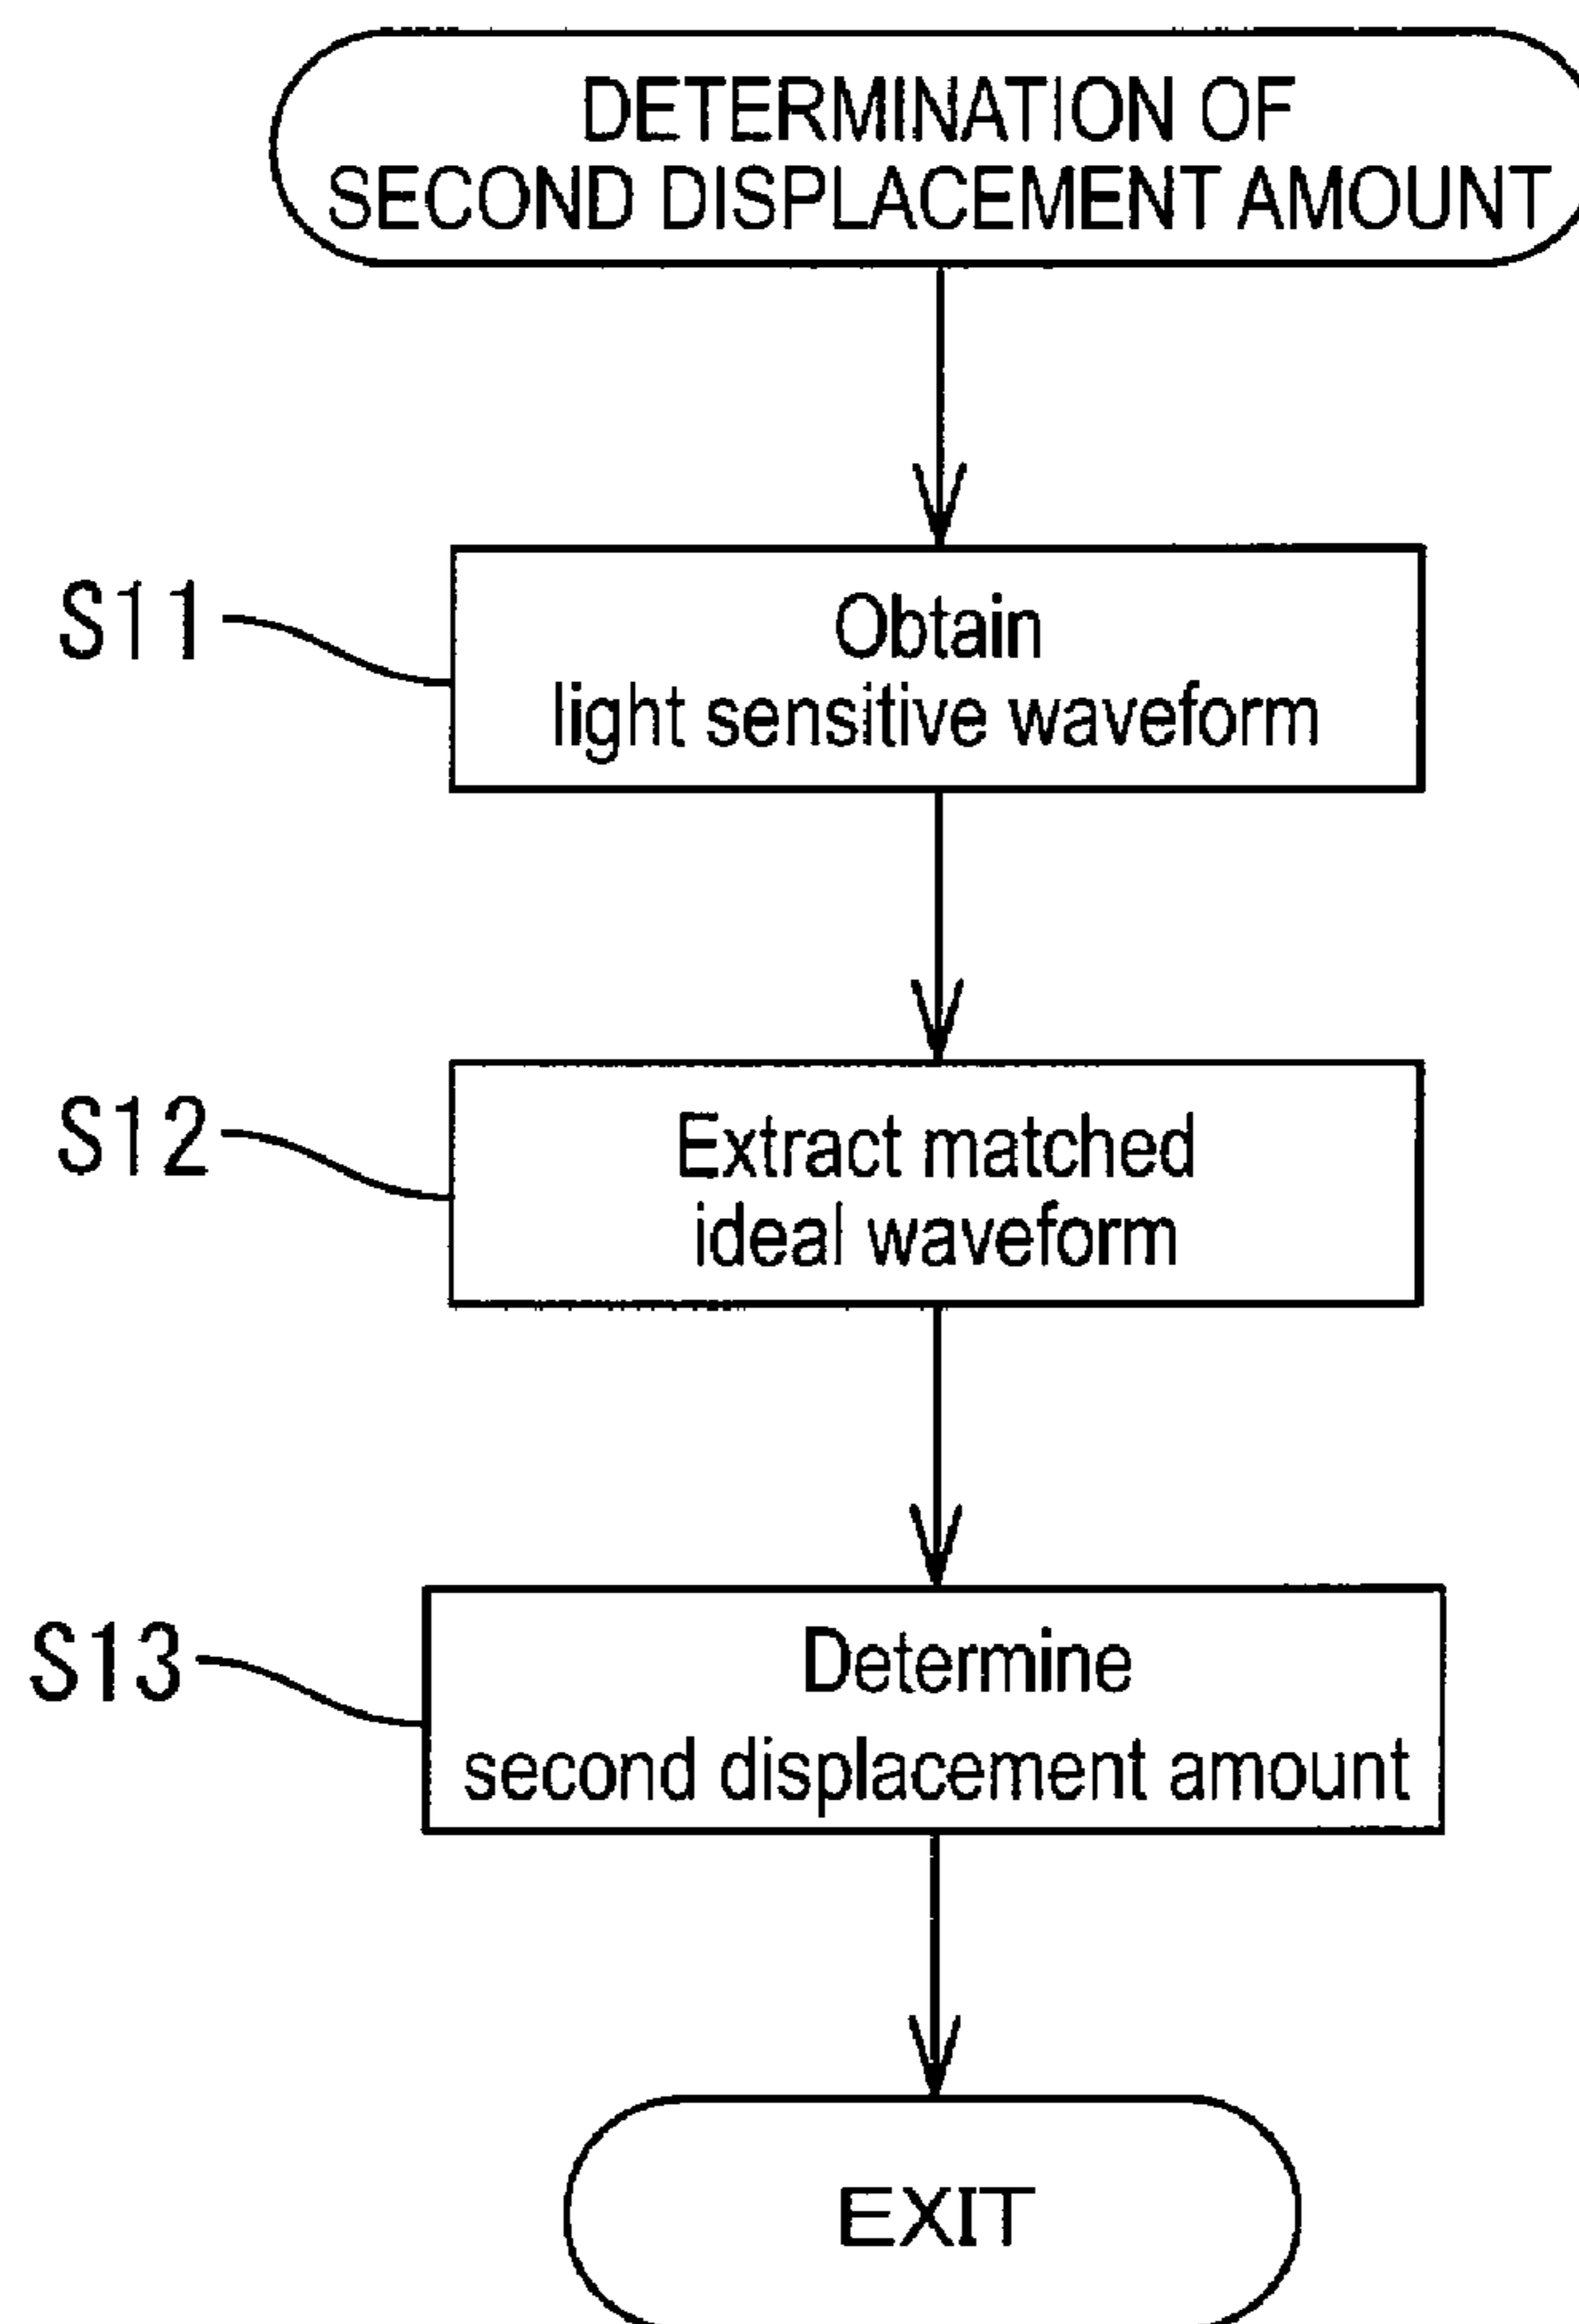 DETERMINATION OF
SECOND DISPLACEMENT AMOUNT
S11
Obtain
light sensitive waveform
S12
Extract matched
ideal waveform
S13
Determine
second displacement amount
EXIT